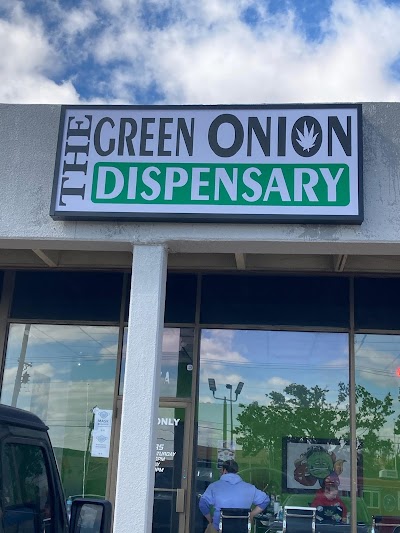 THE
GREEN ONION
DISPENSARY
A
ONLY